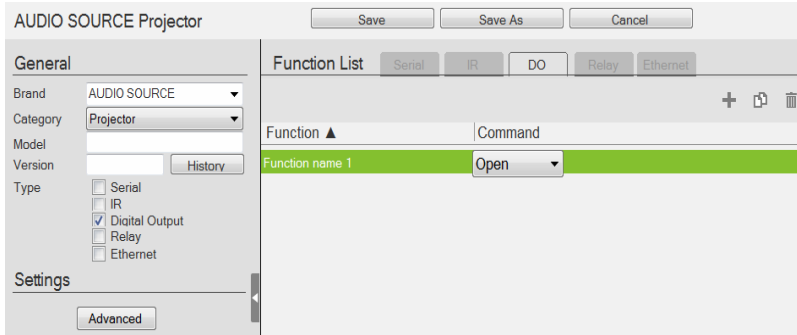 AUDIO SOURCE Projector Save Save As Cancel
General
Brand AUDIO SOURCE
Category Projector
Model
Version History
Type Serial
IR
Digital Output
Relay
Ethernet
Settings
Advanced
Function List Serial IR DO Relay Ethernet
Function ▲ Command
Function name 1 Open